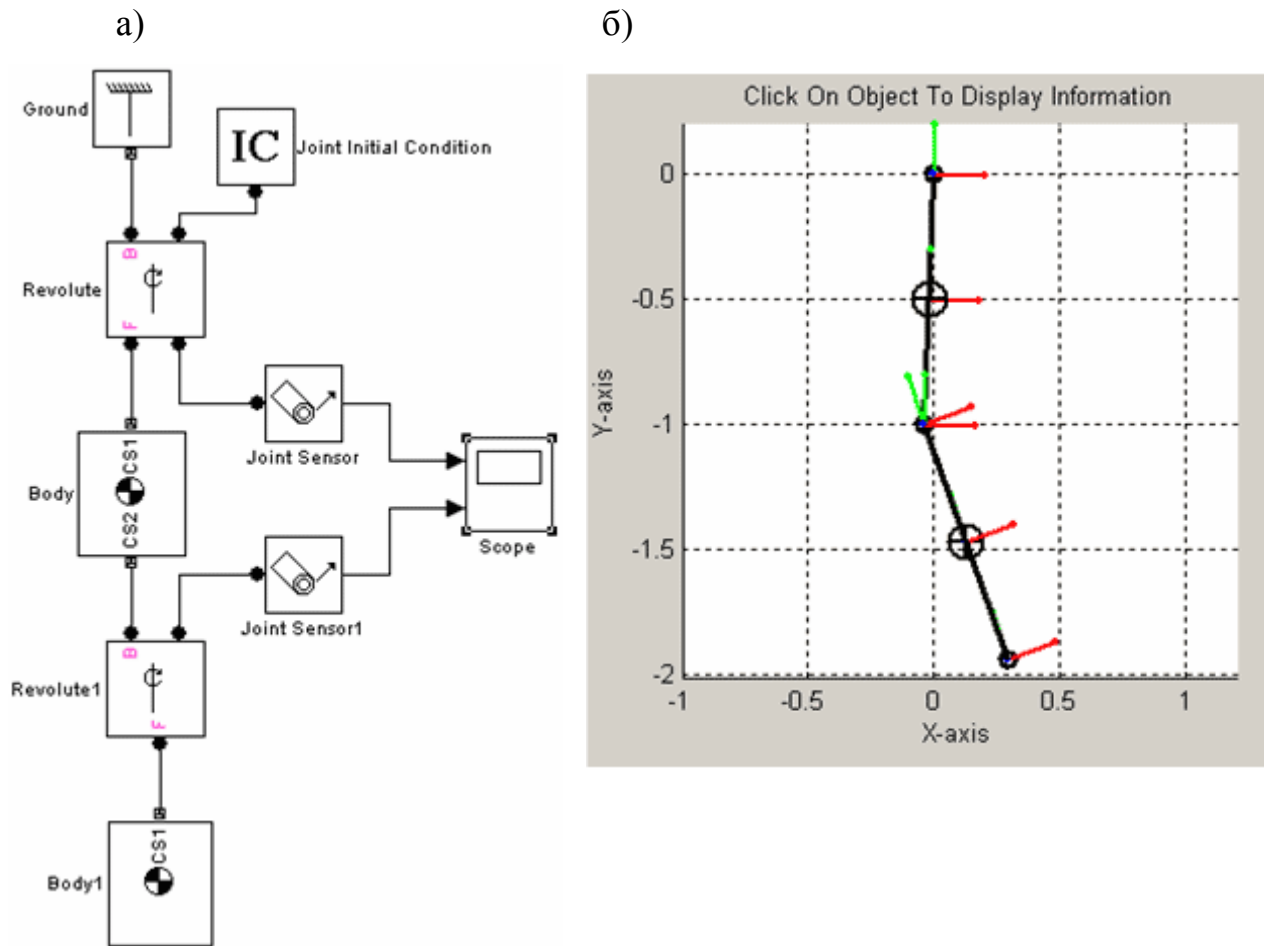 а)
б)
Ground
IC
Joint Initial Condition
B
Revolute
F
Joint Sensor
CS1
Body
CS2
Scope
Joint Sensor1
B
Revolute1
F
CS1
Body1
Click On Object To Display Information
Y-axis
0
-0.5
-1
-1.5
-2
-1
-0.5
0
0.5
1
X-axis